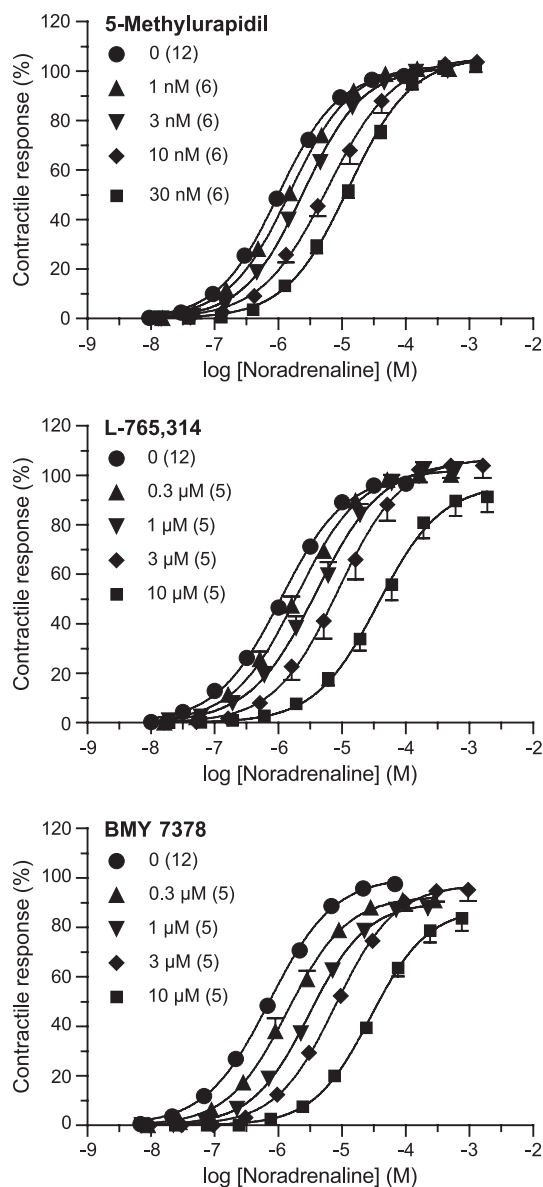 5-Methylurapidil
0 (12)
1 nM (6)
3 nM (6)
10 nM (6)
30 nM (6)
120
100
80
60
40
20
0
Contractile response (%)
-9 -8 -7 -6 -5 -4 -3 -2
log [Noradrenaline] (M)
L-765,314
0 (12)
0.3 µM (5)
1 µM (5)
3 µM (5)
10 µM (5)
120
100
80
60
40
20
0
Contractile response (%)
-9 -8 -7 -6 -5 -4 -3 -2
log [Noradrenaline] (M)
BMY 7378
0 (12)
0.3 µM (5)
1 µM (5)
3 µM (5)
10 µM (5)
120
100
80
60
40
20
0
Contractile response (%)
-9 -8 -7 -6 -5 -4 -3 -2
log [Noradrenaline] (M)